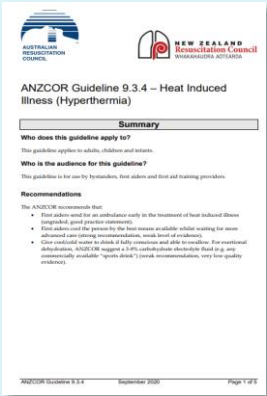 AUSTRALIAN
RESUSCITATION
COUNCIL
NEW ZEALAND
Resuscitation Council
WHAKAHAUORA AOTEAROA
ANZCOR Guideline 9.3.4 – Heat Induced
Illness (Hyperthermia)
Summary
Who does this guideline apply to?
This guideline applies to adults, children and infants.
Who is the audience for this guideline?
This guideline is for use by bystanders, first aiders and first aid training providers.
Recommendations
The ANZCOR recommends that:
• First aiders send for an ambulance early in the treatment of heat induced illness
(ungraded, good practice statement).
• First aiders cool the person by the best means available whilst waiting for more
advanced care (strong recommendation, weak level of evidence).
• Give cool/cold water to drink if fully conscious and able to swallow. For exertional
dehydration, ANZCOR suggest a 3-8% carbohydrate electrolyte fluid (e.g. any
commercially available "sports drink") (weak recommendation, very low quality
evidence).
ANZCOR Guideline 9.3.4 September 2020 Page 1 of 5